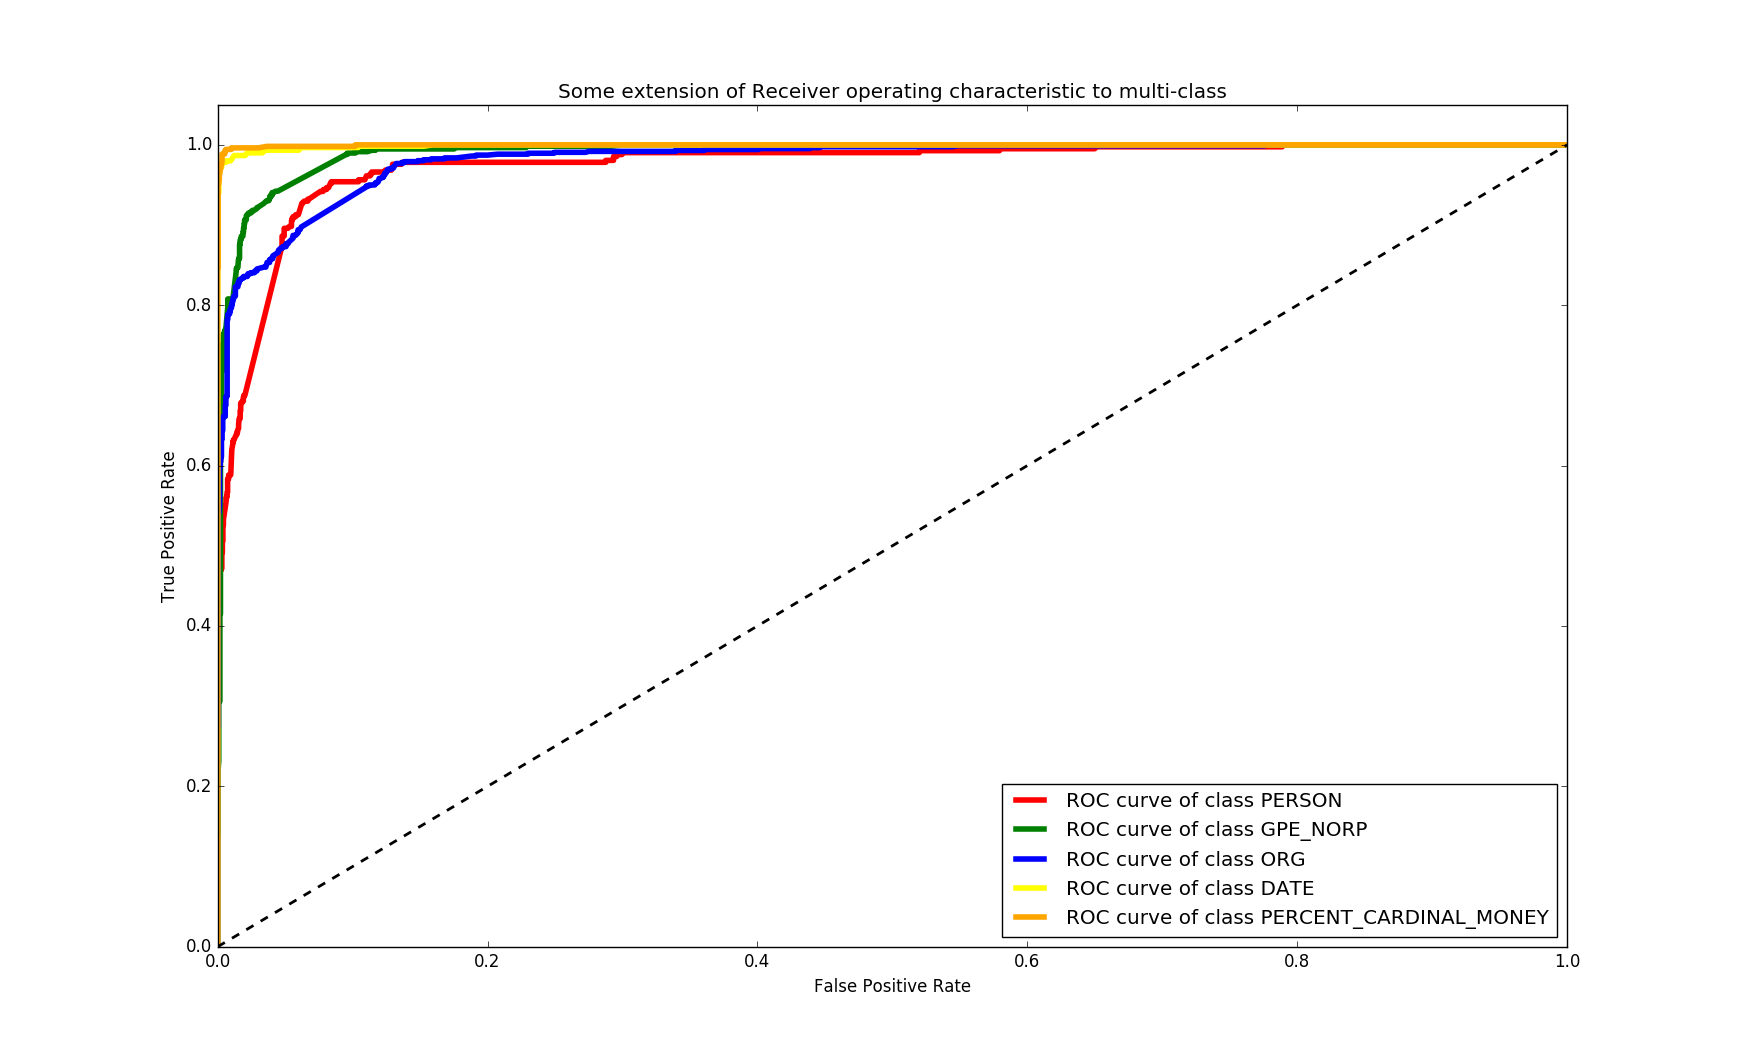 Some extension of Receiver operating characteristic to multi-class
1.0
0.8
0.6
0.4
0.2
0.0
True Positive Rate
0.0 0.2 0.4 0.6 0.8 1.0
False Positive Rate
ROC curve of class PERSON
ROC curve of class GPE_NORP
ROC curve of class ORG
ROC curve of class DATE
ROC curve of class PERCENT_CARDINAL_MONEY